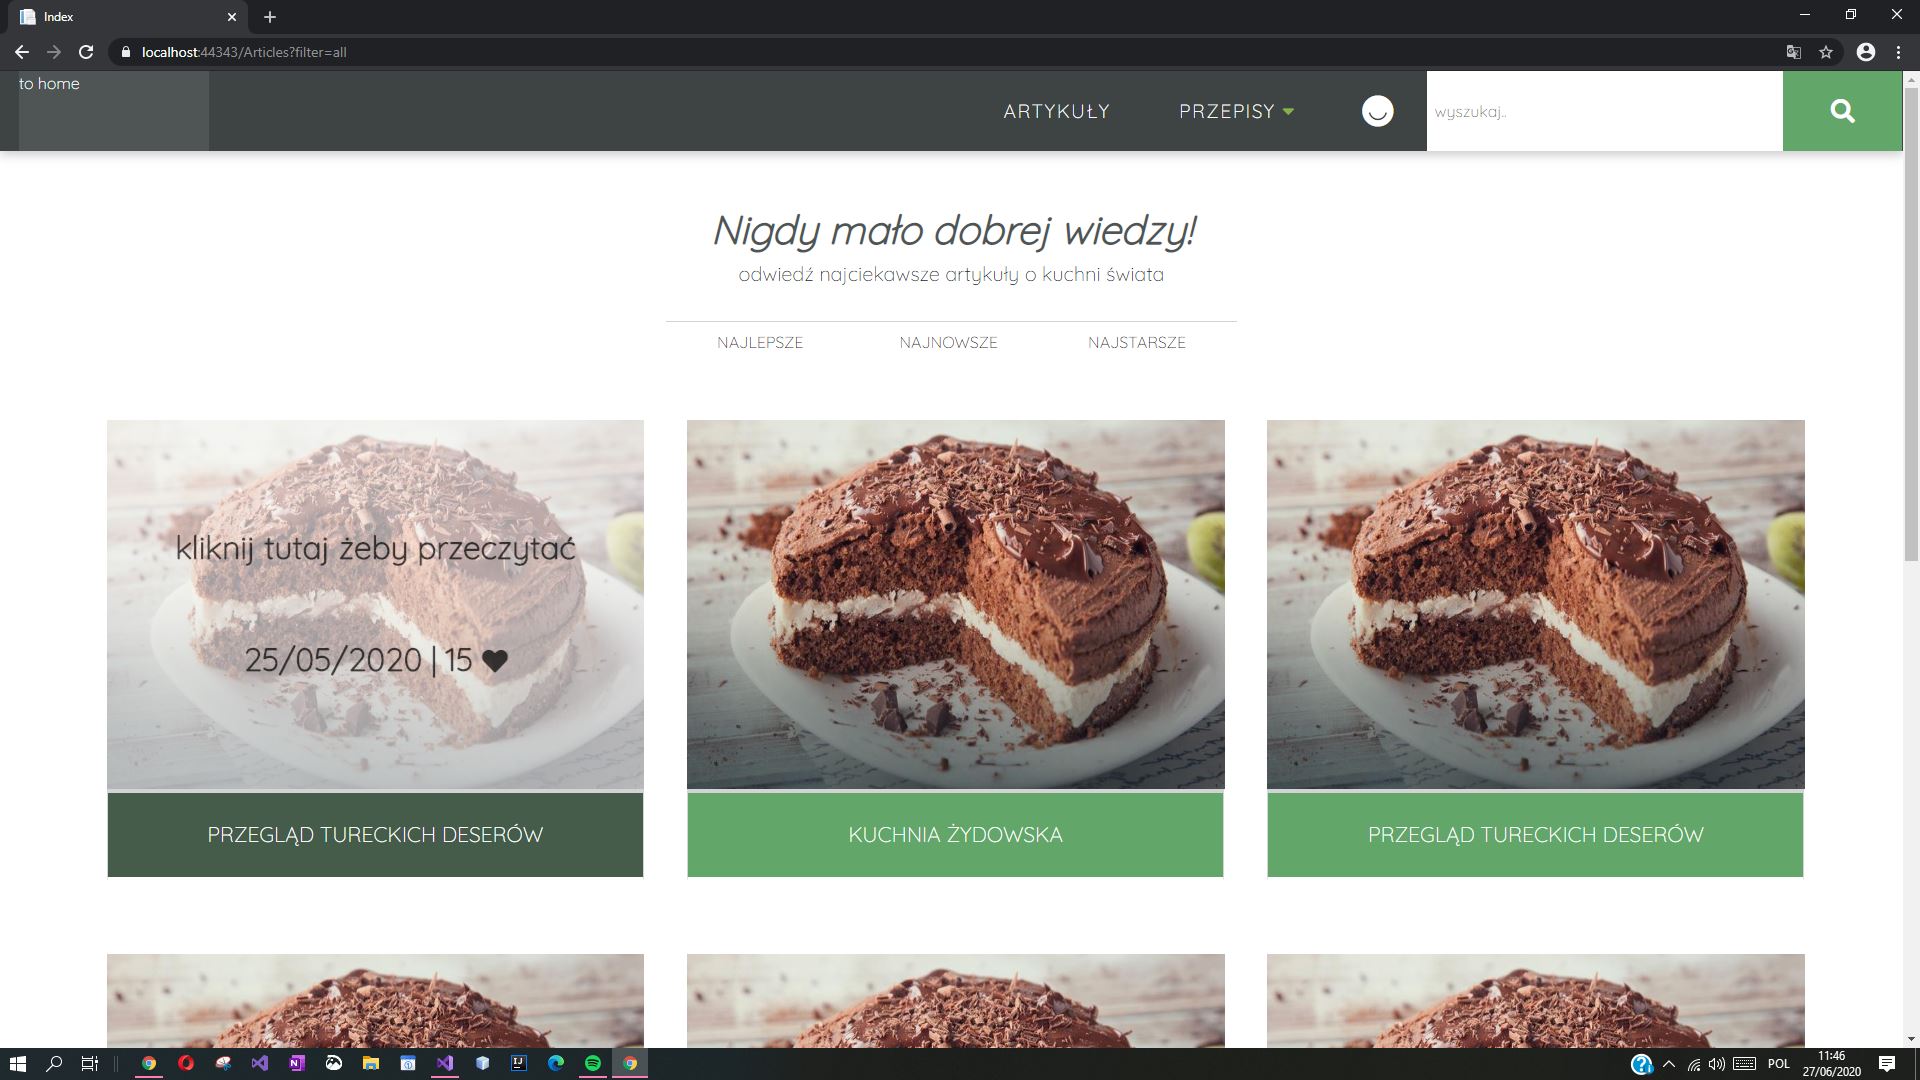 Index
localhost:44343/Articles?filter=all
to home
ARTYKUŁY
PRZEPISY
wyszukaj..
Nigdy mało dobrej wiedzy!
odwiedź najciekawsze artykuły o kuchni świata
NAJLEPSZE
NAJNOWSZE
NAJSTARSZE
kliknij tutaj żeby przeczytać
25/05/2020 | 15
PRZEGLĄD TURECKICH DESERÓW
KUCHNIA ŻYDOWSKA
PRZEGLĄD TURECKICH DESERÓW
POL
11:46
27/06/2020